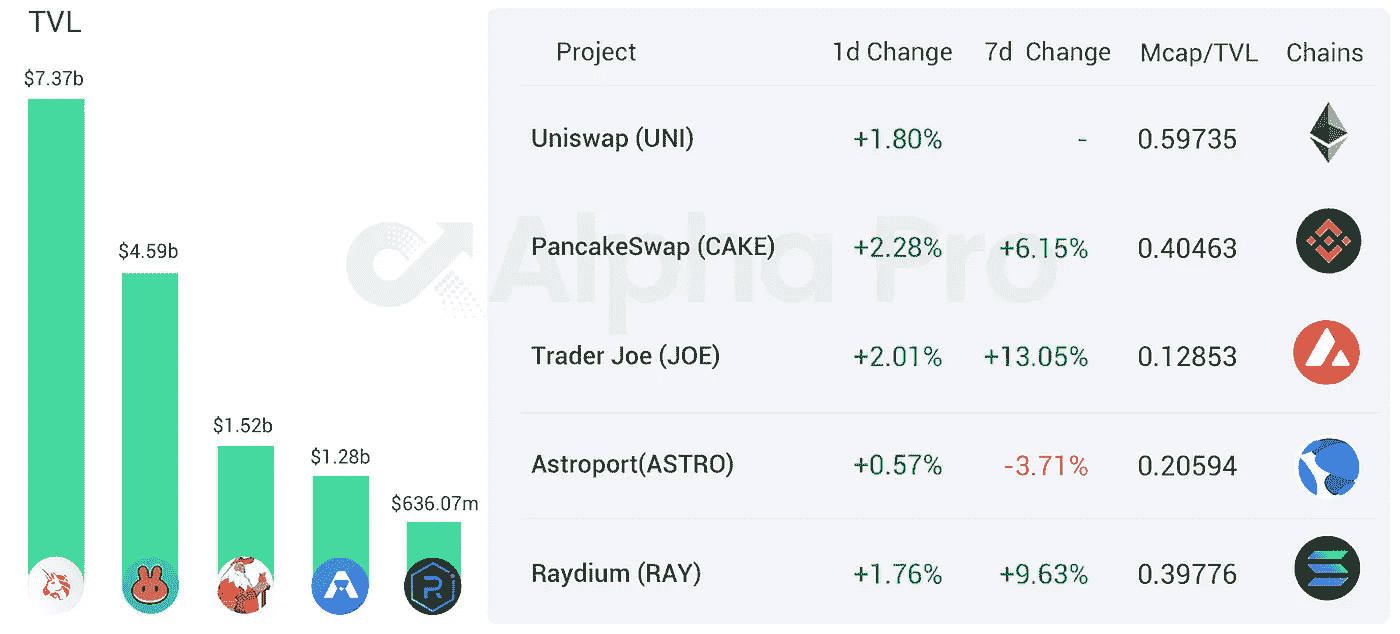 TVL
$7.37b
$4.59b
$1.52b
$1.28b
$636.07m
Project 1d Change 7d Change Mcap/TVL Chains
Uniswap (UNI) +1.80% - 0.59735
PancakeSwap (CAKE) +2.28% +6.15% 0.40463
Trader Joe (JOE) +2.01% +13.05% 0.12853
Astroport(ASTRO) +0.57% -3.71% 0.20594
Raydium (RAY) +1.76% +9.63% 0.39776
Alpha Pro